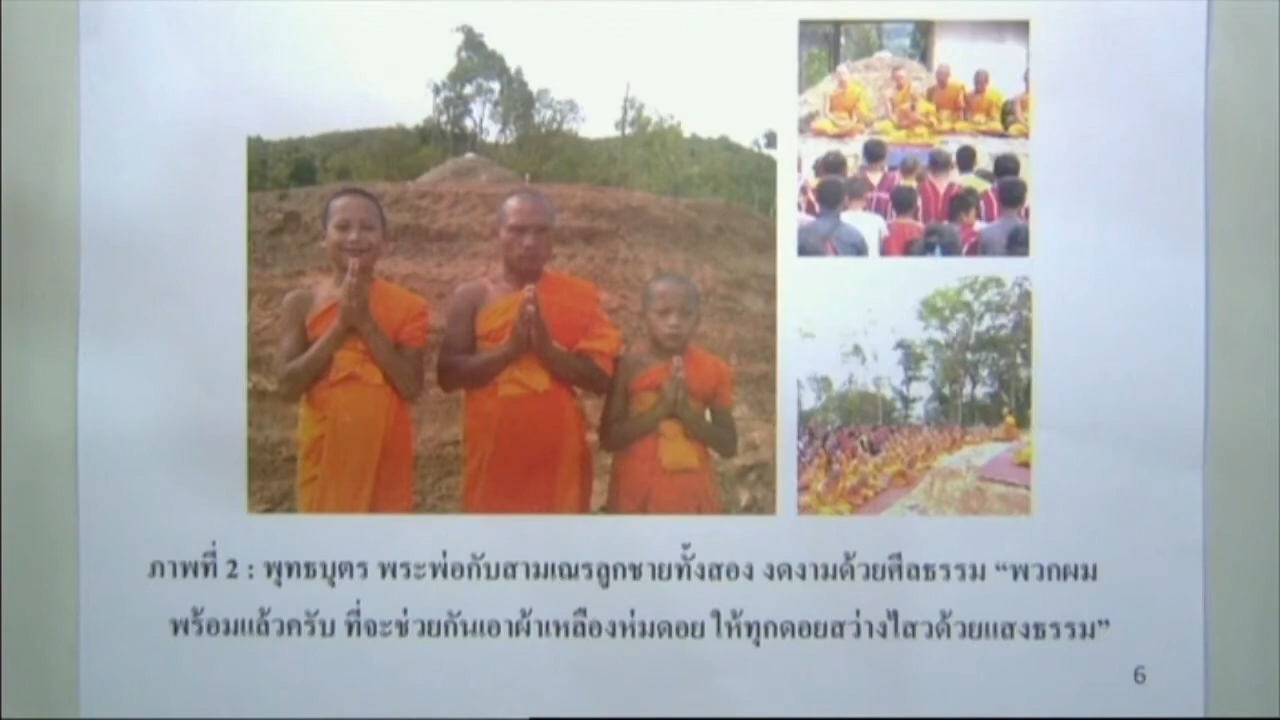 ภาพที่ 2 : พุทธบุตร พระพ่อกับสามเณรลูกชายทั้งสอง งดงามด้วยศีลธรรม “พวกผม
พร้อมแล้วครับ ที่จะช่วยกันเอาผ้าเหลืองห่มดอย ให้ทุกดอยสว่างไสวด้วยแสงธรรม”
6